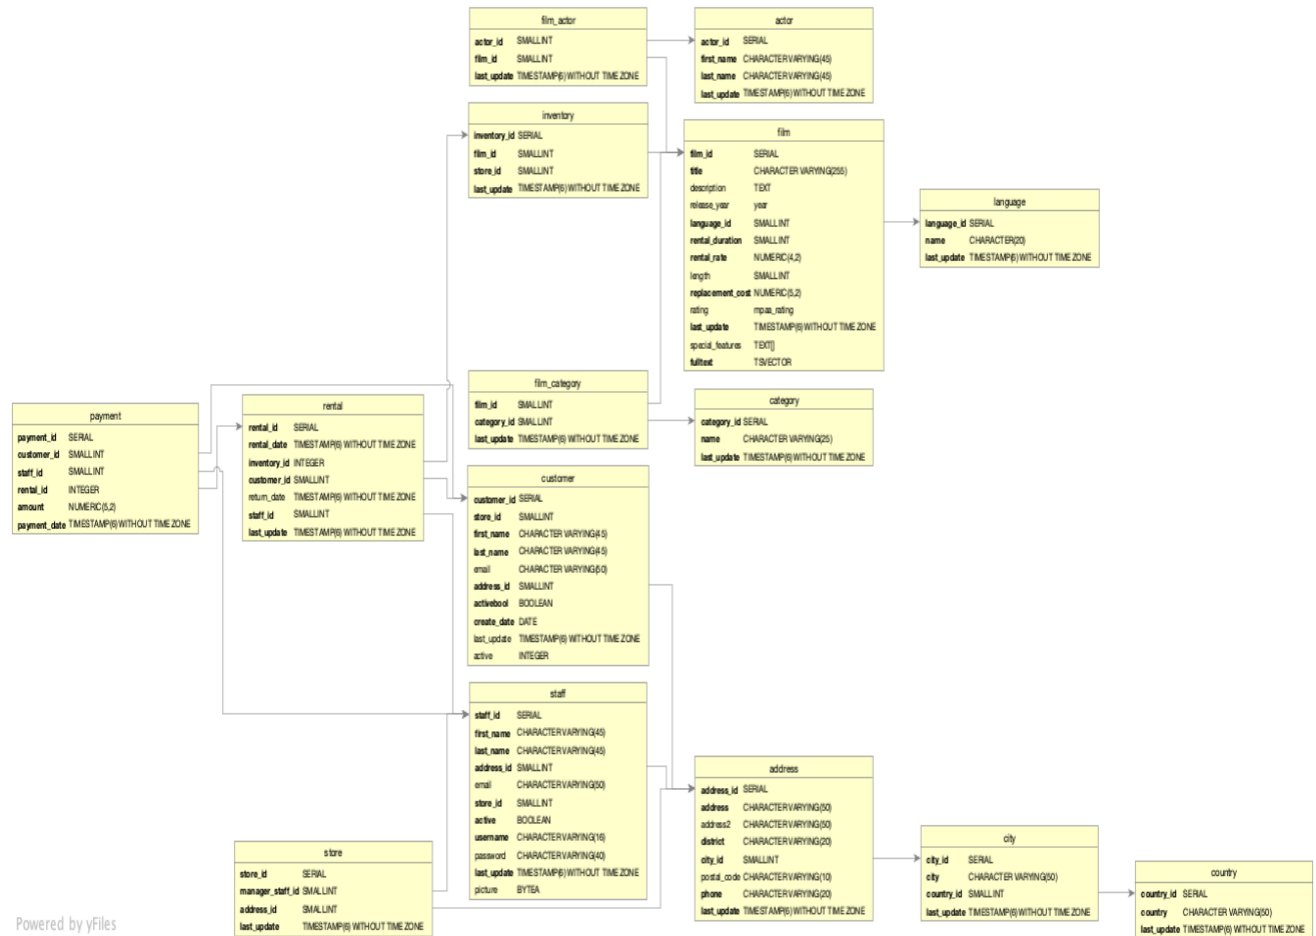 film_actor
actor_id SMALLINT
film_id SMALLINT
last_update TIMESTAMP(6) WITHOUT TIME ZONE
actor
actor_id SERIAL
first_name CHARACTER VARYING(45)
last_name CHARACTER VARYING(45)
last_update TIMESTAMP(6) WITHOUT TIME ZONE
inventory
inventory_id SERIAL
film_id SMALLINT
store_id SMALLINT
last_update TIMESTAMP(6) WITHOUT TIME ZONE
film
film_id SERIAL
title CHARACTER VARYING(255)
description TEXT
release_year year
language_id SMALLINT
rental_duration SMALLINT
rental_rate NUMERIC(4,2)
length SMALLINT
replacement_cost NUMERIC(5,2)
rating mpaa_rating
last_update TIMESTAMP(6) WITHOUT TIME ZONE
special_features TEXT[]
fulltext TSVECTOR
language
language_id SERIAL
name CHARACTER(20)
last_update TIMESTAMP(6) WITHOUT TIME ZONE
film_category
film_id SMALLINT
category_id SMALLINT
last_update TIMESTAMP(6) WITHOUT TIME ZONE
category
category_id SERIAL
name CHARACTER VARYING(25)
last_update TIMESTAMP(6) WITHOUT TIME ZONE
payment
payment_id SERIAL
customer_id SMALLINT
staff_id SMALLINT
rental_id INTEGER
amount NUMERIC(5,2)
payment_date TIMESTAMP(6) WITHOUT TIME ZONE
rental
rental_id SERIAL
rental_date TIMESTAMP(6) WITHOUT TIME ZONE
inventory_id INTEGER
customer_id SMALLINT
return_date TIMESTAMP(6) WITHOUT TIME ZONE
staff_id SMALLINT
last_update TIMESTAMP(6) WITHOUT TIME ZONE
customer
customer_id SERIAL
store_id SMALLINT
first_name CHARACTER VARYING(45)
last_name CHARACTER VARYING(45)
email CHARACTER VARYING(50)
address_id SMALLINT
activebool BOOLEAN
create_date DATE
last_update TIMESTAMP(6) WITHOUT TIME ZONE
active INTEGER
staff
staff_id SERIAL
first_name CHARACTER VARYING(45)
last_name CHARACTER VARYING(45)
address_id SMALLINT
email CHARACTER VARYING(50)
store_id SMALLINT
active BOOLEAN
username CHARACTER VARYING(16)
password CHARACTER VARYING(40)
last_update TIMESTAMP(6) WITHOUT TIME ZONE
picture BYTEA
store
store_id SERIAL
manager_staff_id SMALLINT
address_id SMALLINT
last_update TIMESTAMP(6) WITHOUT TIME ZONE
address
address_id SERIAL
address CHARACTER VARYING(50)
address2 CHARACTER VARYING(50)
district CHARACTER VARYING(20)
city_id SMALLINT
postal_code CHARACTER VARYING(10)
phone CHARACTER VARYING(20)
last_update TIMESTAMP(6) WITHOUT TIME ZONE
city
city_id SERIAL
city CHARACTER VARYING(50)
country_id SMALLINT
last_update TIMESTAMP(6) WITHOUT TIME ZONE
country
country_id SERIAL
country CHARACTER VARYING(50)
last_update TIMESTAMP(6) WITHOUT TIME ZONE
Powered by yFiles